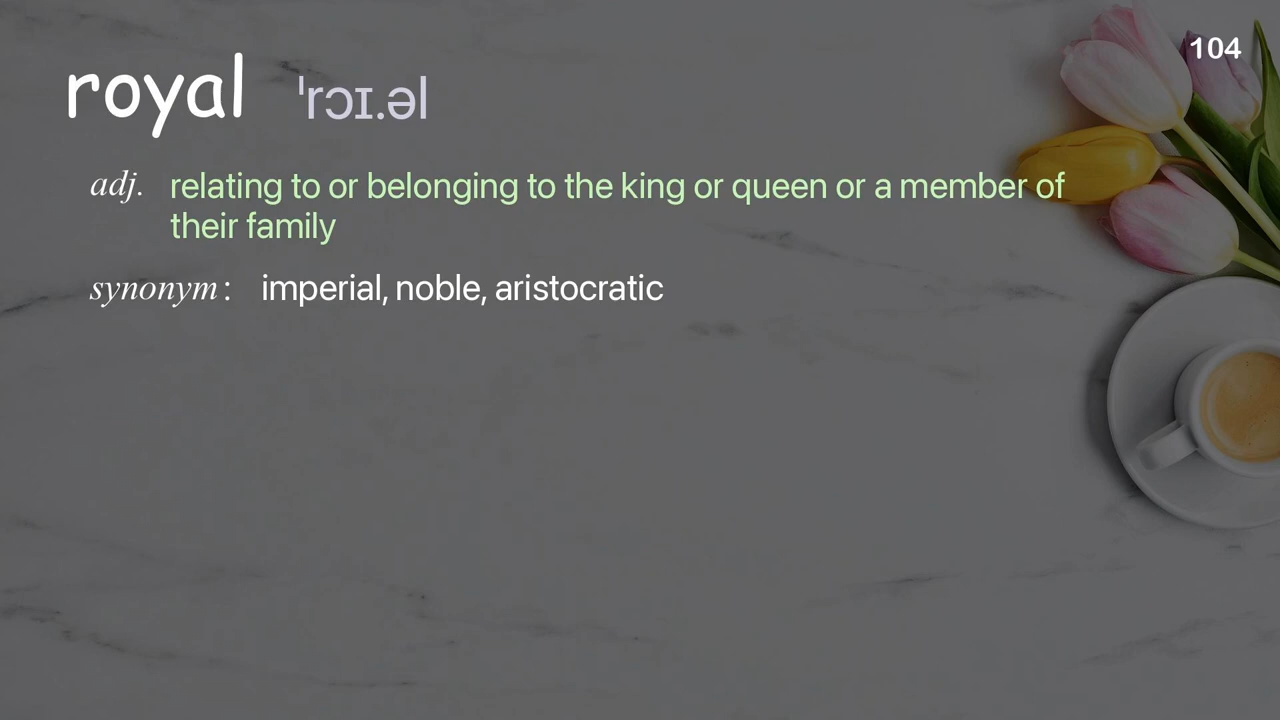 104
royal ˈrɔɪ.əl
adj. relating to or belonging to the king or queen or a member of
their family
synonym: imperial, noble, aristocratic